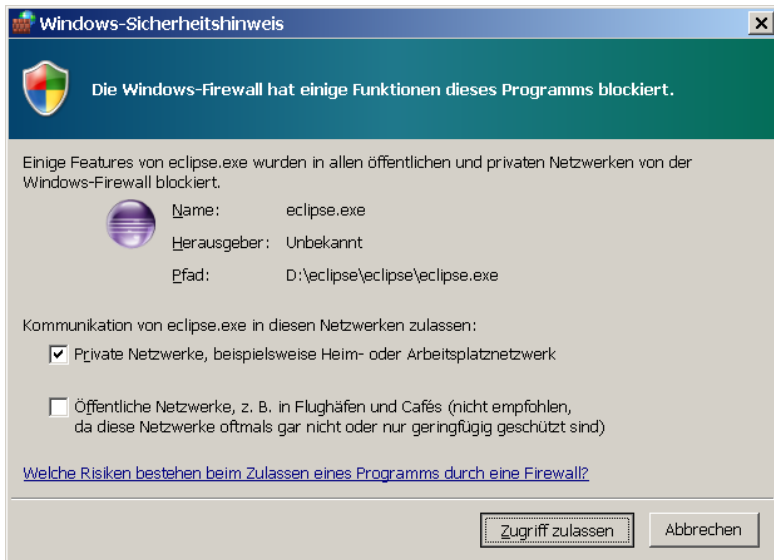 Windows-Sicherheitshinweis
Die Windows-Firewall hat einige Funktionen dieses Programms blockiert.
Einige Features von eclipse.exe wurden in allen öffentlichen und privaten Netzwerken von der
Windows-Firewall blockiert.
Name: eclipse.exe
Herausgeber: Unbekannt
Pfad: D:\eclipse\eclipse\eclipse.exe
Kommunikation von eclipse.exe in diesen Netzwerken zulassen:
Private Netzwerke, beispielsweise Heim- oder Arbeitsplatznetzwerk
Öffentliche Netzwerke, z. B. in Flughäfen und Cafés (nicht empfohlen,
da diese Netzwerke oftmals gar nicht oder nur geringfügig geschützt sind)
Welche Risiken bestehen beim Zulassen eines Programms durch eine Firewall?
Zugriff zulassen Abbrechen